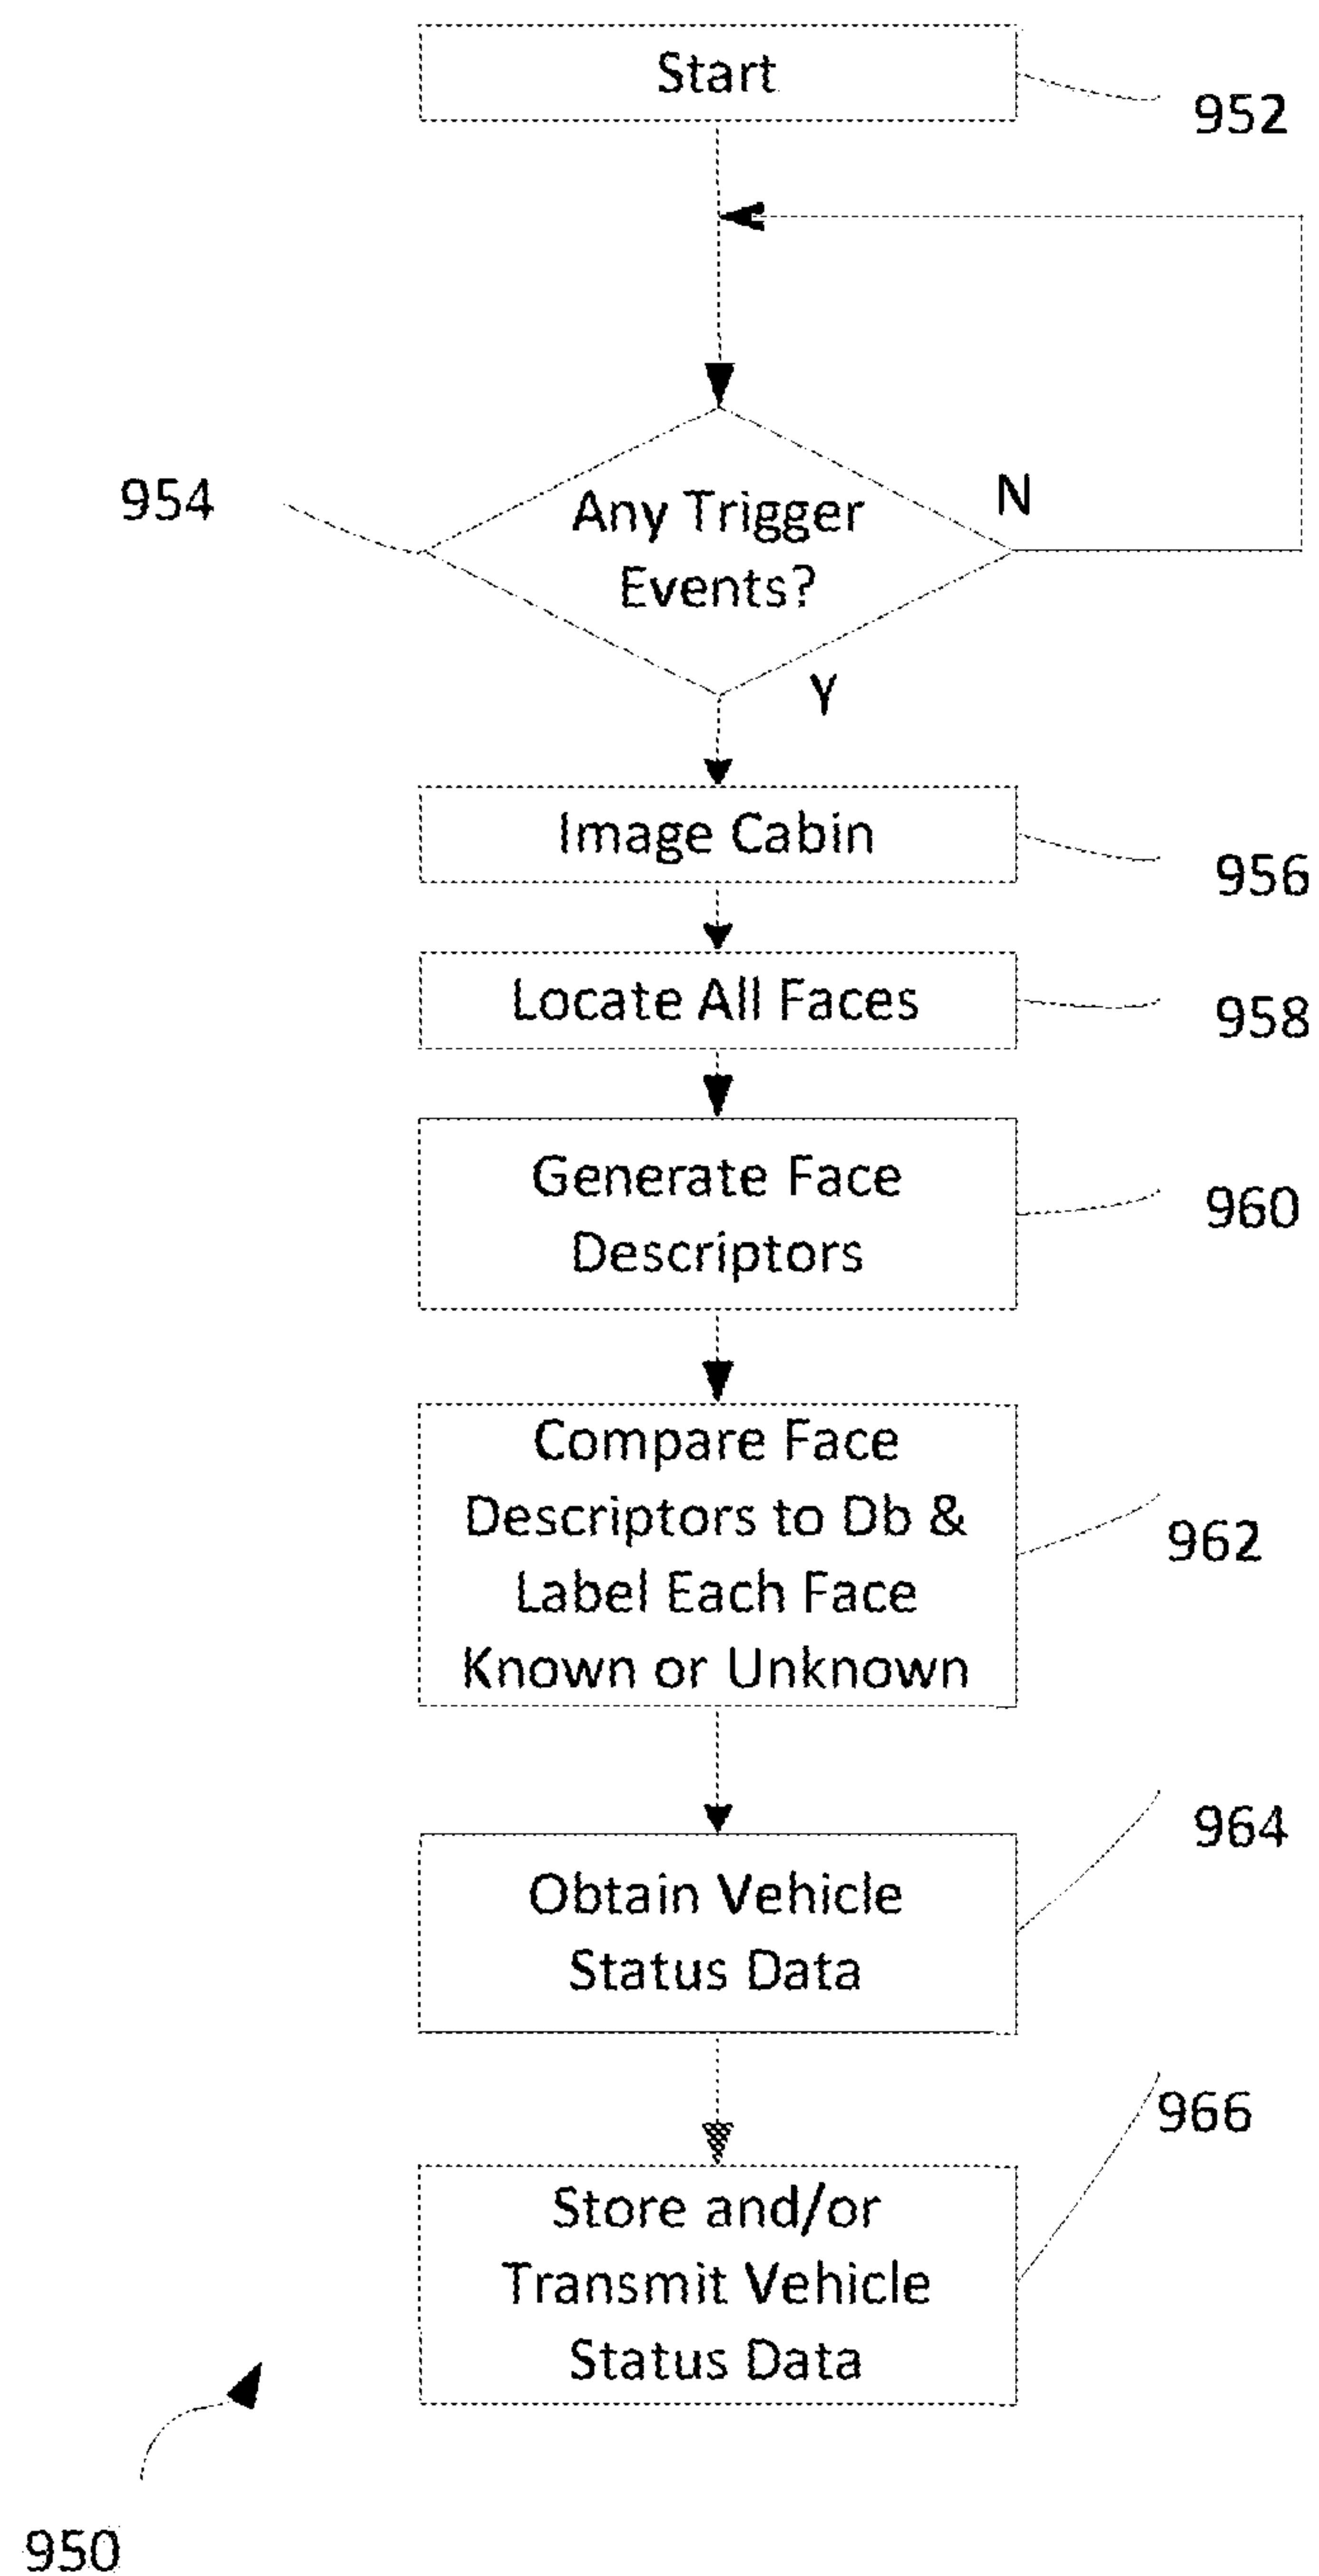 Start
952
954
Any Trigger
Events?
N
Y
Image Cabin
956
Locate All Faces
958
Generate Face
Descriptors
960
Compare Face
Descriptors to Db &
Label Each Face
Known or Unknown
962
Obtain Vehicle
Status Data
964
Store and/or
Transmit Vehicle
Status Data
966
950